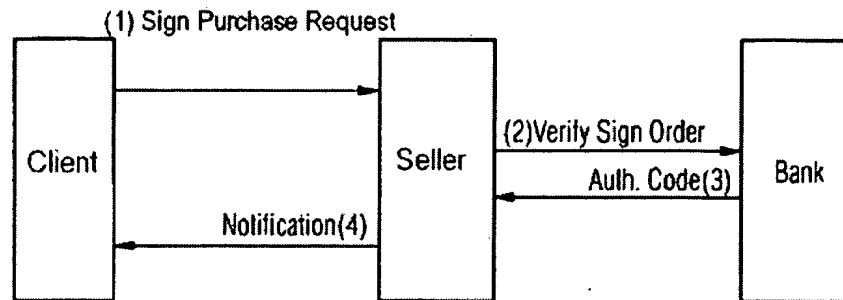 (1) Sign Purchase Request
Client
Seller
(2)Verify Sign Order
Auth. Code(3)
Bank
Notification(4)